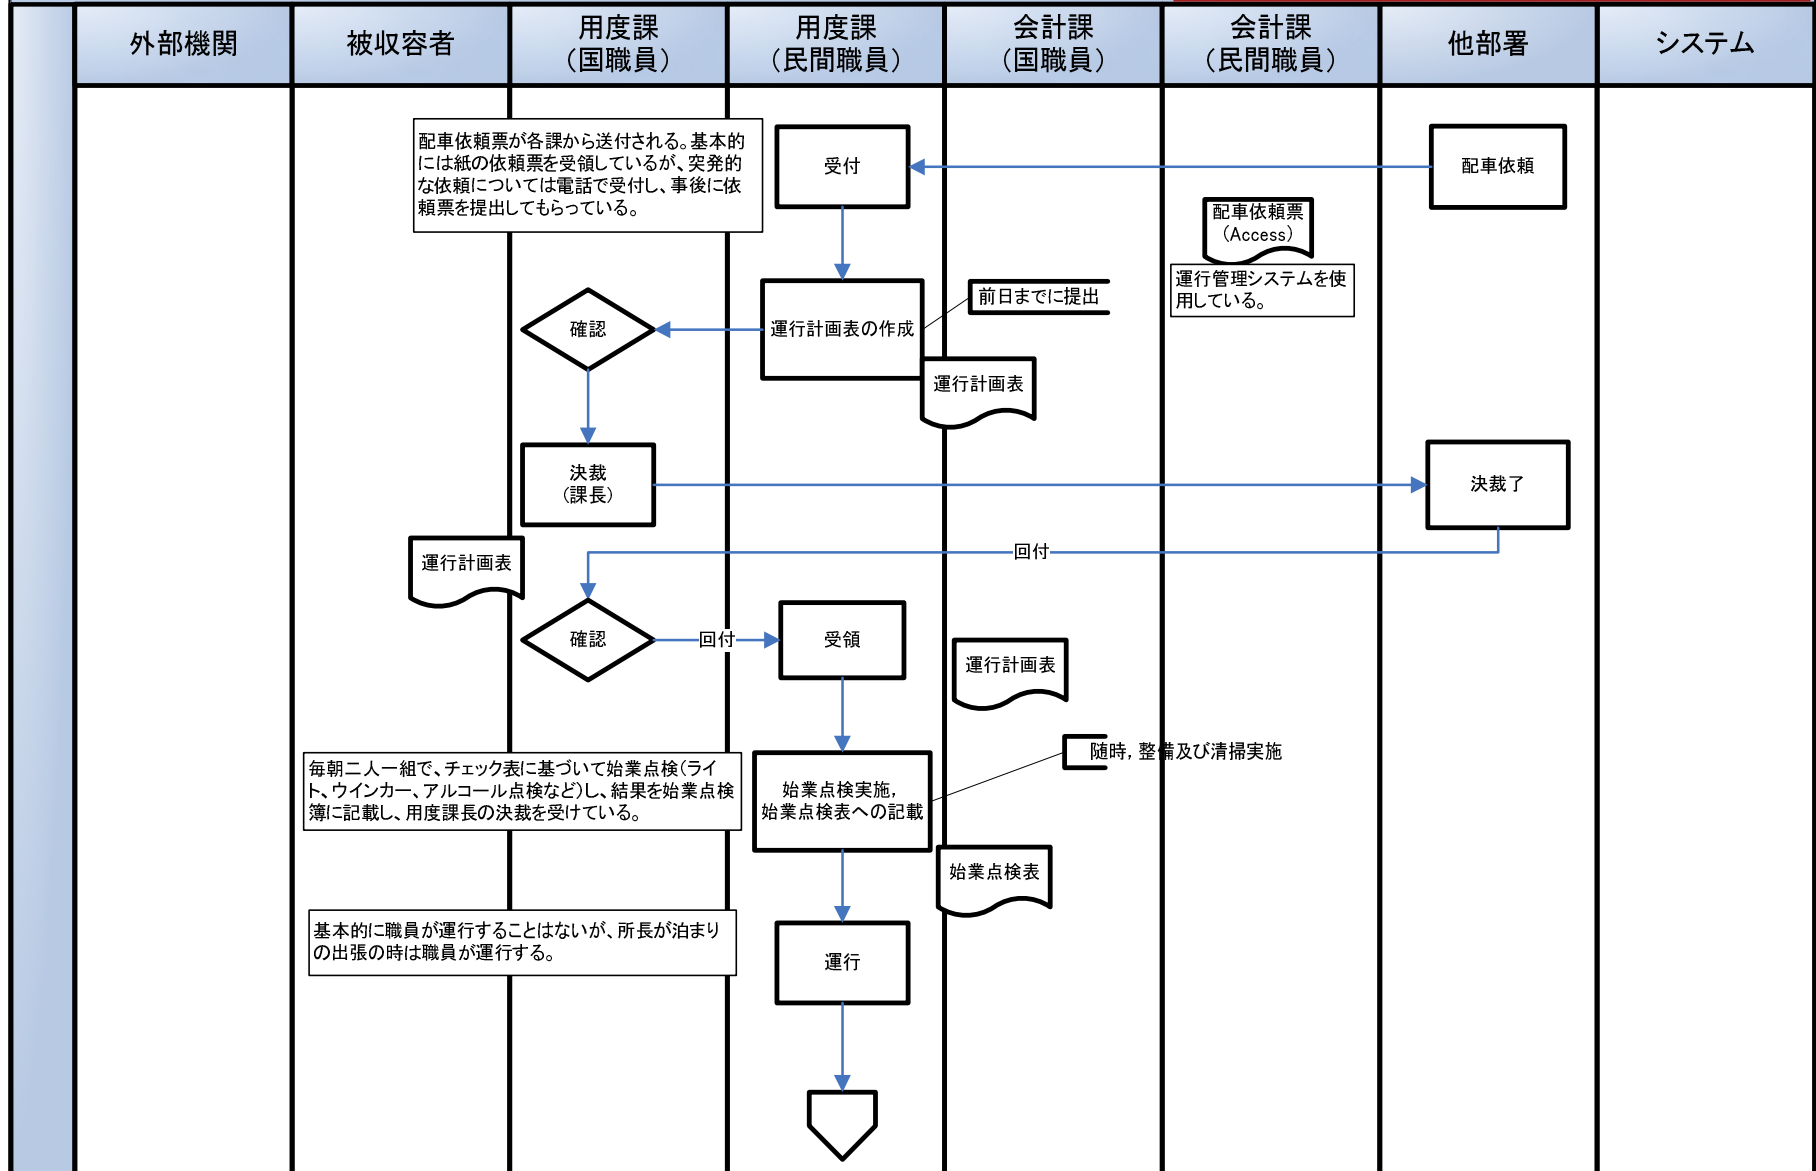 外部機関
被収容者
用度課
（国職員）
用度課
（民間職員）
会計課
（国職員）
会計課
（民間職員）
他部署
システム
配車依頼票が各課から送付される。基本的
には紙の依頼票を受領しているが、突発的
な依頼については電話で受付し、事後に依
頼票を提出してもらっている。
受付
配車依頼
配車依頼票
（Access）
運行管理システムを使
用している。
前日までに提出
確認
運行計画表の作成
運行計画表
決裁
（課長）
決裁了
回付
運行計画表
確認
回付
受領
運行計画表
随時，整備及び清掃実施
毎朝二人一組で、チェック表に基づいて始業点検（ライ
ト、ウインカー、アルコール点検など）し、結果を始業点検
簿に記載し、用度課長の決裁を受けている。
始業点検実施，
始業点検表への記載
始業点検表
基本的に職員が運行することはないが、所長が泊まり
の出張の時は職員が運行する。
運行